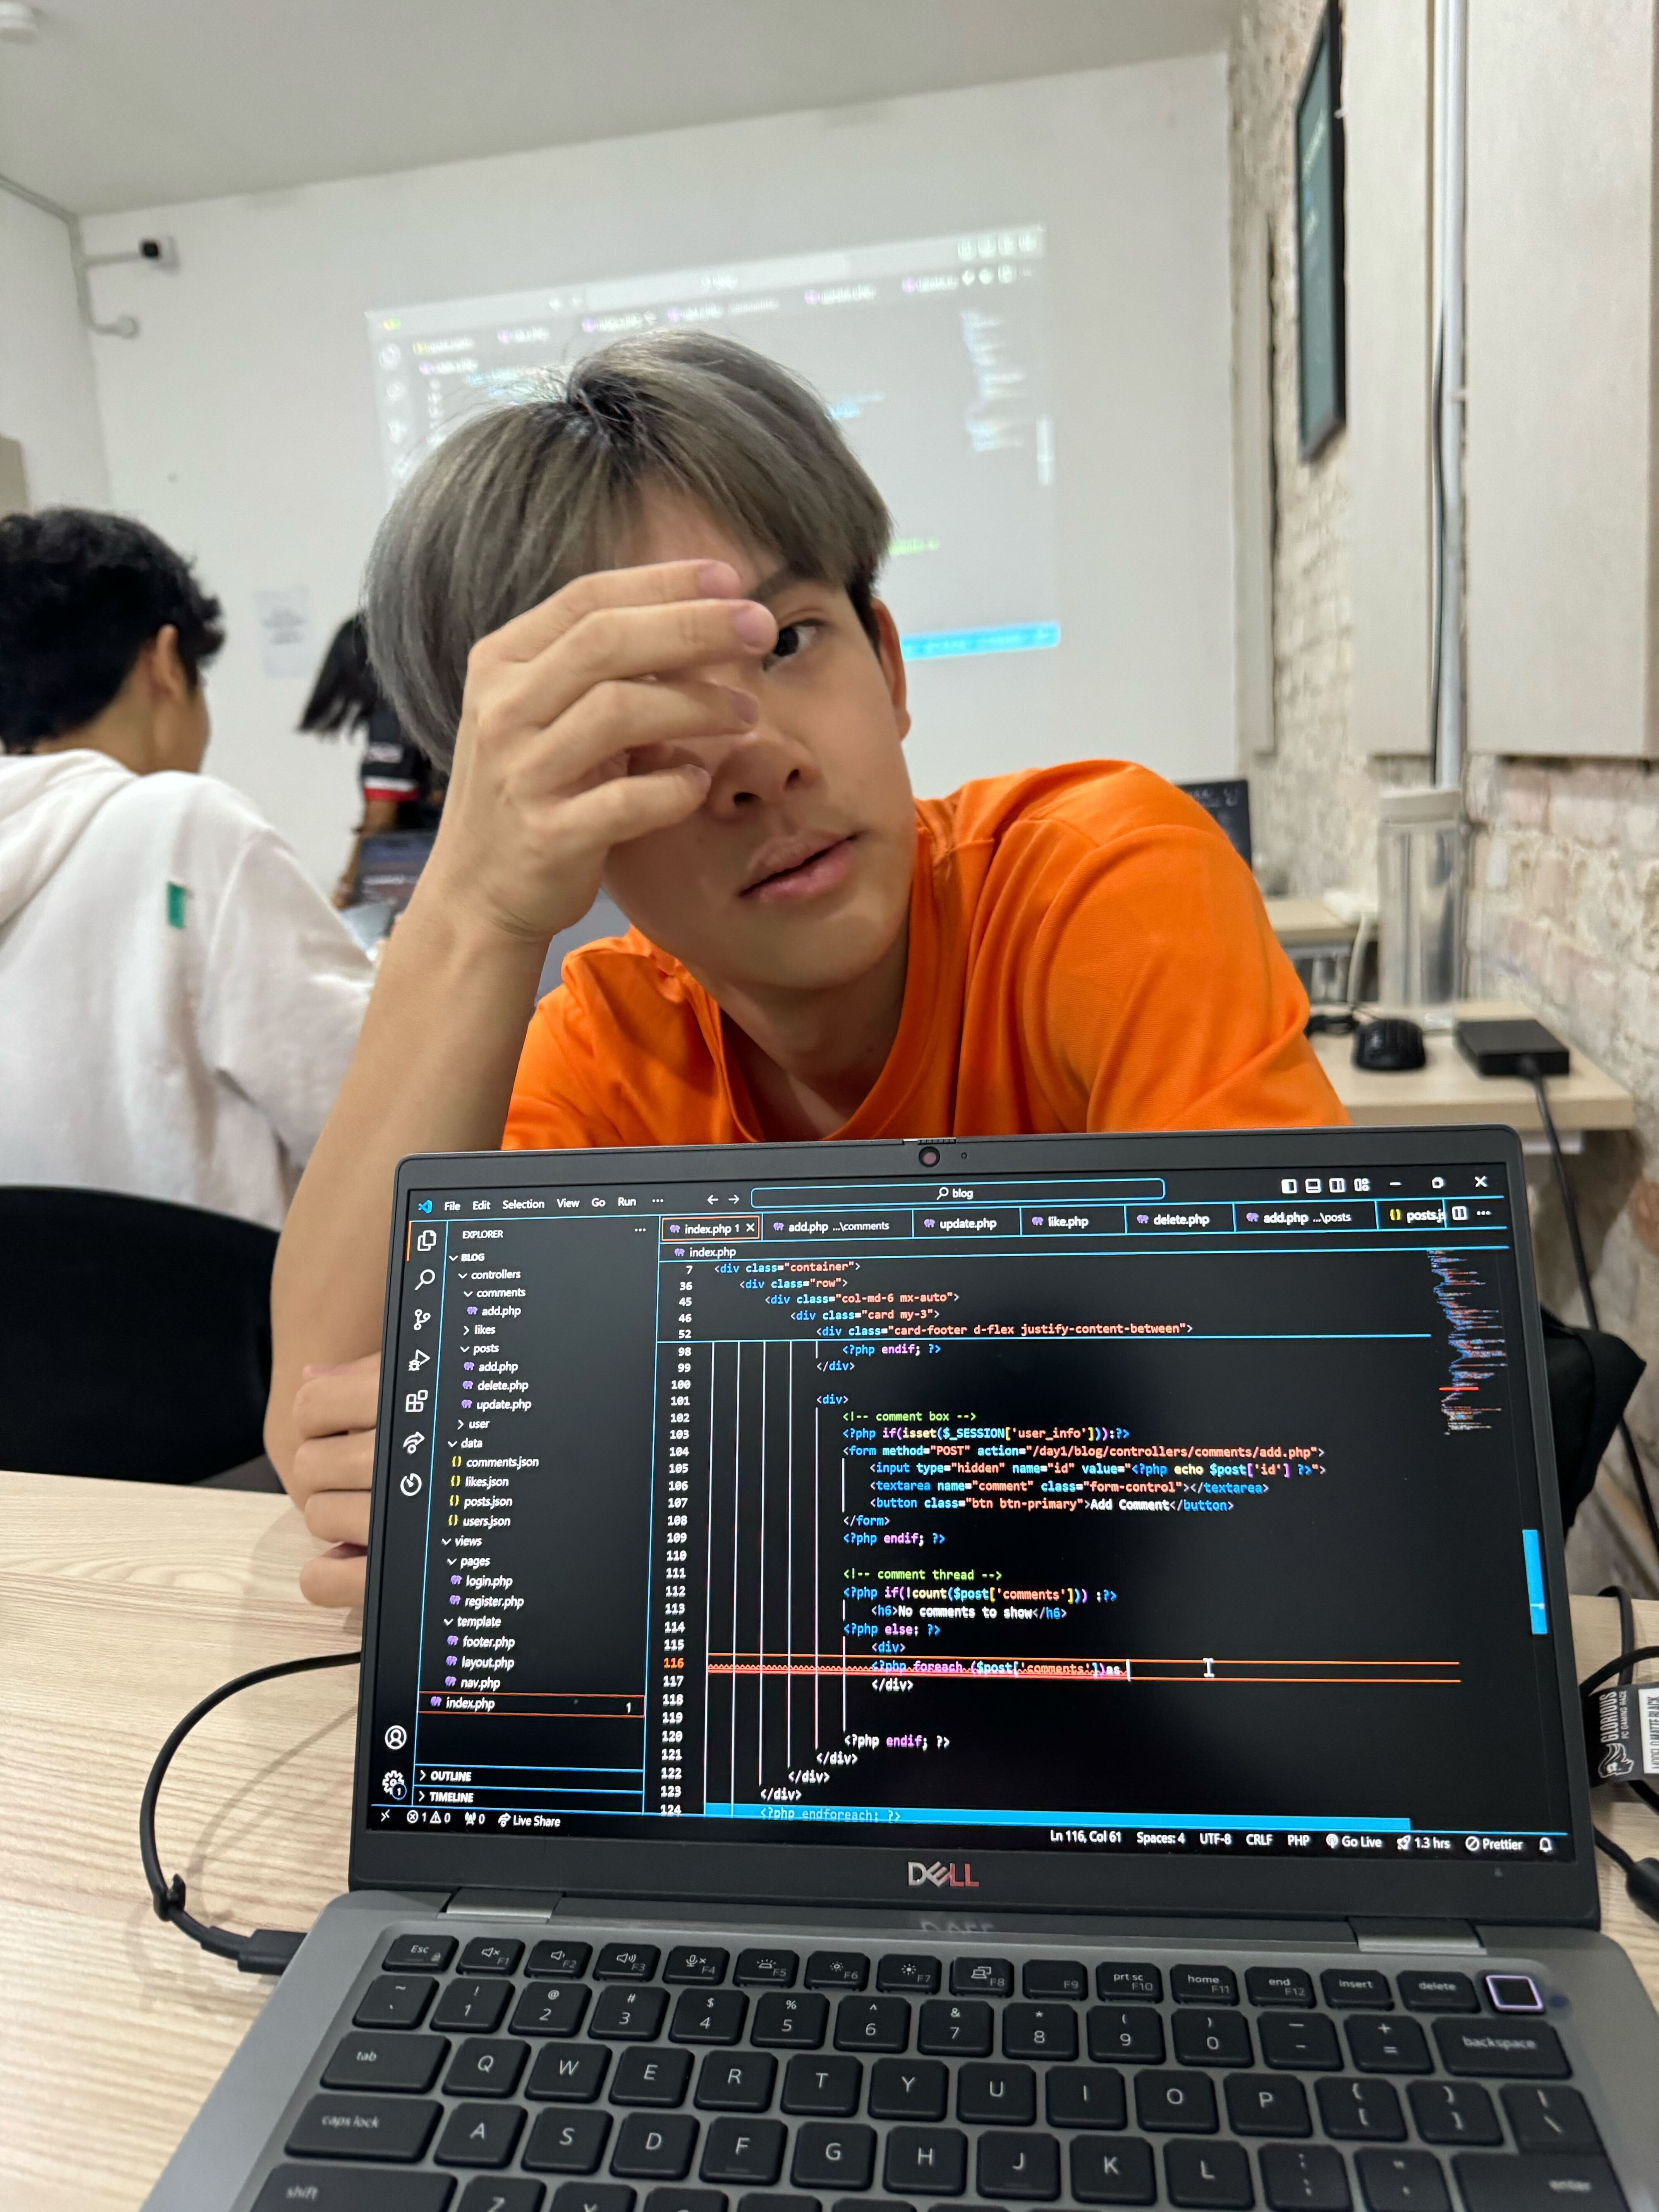 File Edit Selection View Go Run ··· blog
EXPLORER ···
BLOG
controllers
comments
add.php
likes
posts
add.php
delete.php
update.php
user
data
{} comments.json
{} likes.json
{} posts.json
{} users.json
views
pages
login.php
register.php
template
footer.php
layout.php
nav.php
index.php 1
OUTLINE
TIMELINE
index.php 1 add.php ...\comments update.php like.php delete.php add.php ...\posts {} posts.js ···
index.php
7 <div class="container">
36 <div class="row">
45 <div class="col-md-6 mx-auto">
46 <div class="card my-3">
52 <div class="card-footer d-flex justify-content-between">
98 <?php endif; ?>
99 </div>
100
101 <div>
102 <!-- comment box -->
103 <?php if(isset($_SESSION['user_info'])):?>
104 <form method="POST" action="/day1/blog/controllers/comments/add.php">
105 <input type="hidden" name="id" value="<?php echo $post['id'] ?>">
106 <textarea name="comment" class="form-control"></textarea>
107 <button class="btn btn-primary">Add Comment</button>
108 </form>
109 <?php endif; ?>
110
111 <!-- comment thread -->
112 <?php if(!count($post['comments'])) :?>
113 <h6>No comments to show</h6>
114 <?php else: ?>
115 <div>
116 <?php foreach ($post['comments'])as
117 </div>
118
119
120 <?php endif; ?>
121 </div>
122 </div>
123 </div>
124 <?php endforeach; ?>
1 0 0 Live Share Ln 116, Col 61 Spaces: 4 UTF-8 CRLF PHP Go Live 1.3 hrs Prettier
DELL
GLORIOUS
PC GAMING RACE
Esc F1 F2 F3 F4 F5 F6 F7 F8 F9 prt sc F10 home F11 end F12 insert delete
~ ` ! 1 @ 2 # 3 $ 4 % 5 ^ 6 & 7 * 8 ( 9 ) 0 _ - + = backspace
tab Q W E R T Y U I O P { [ } ] | \
caps lock A S D F G H J K L : ; " ' enter
shift Z